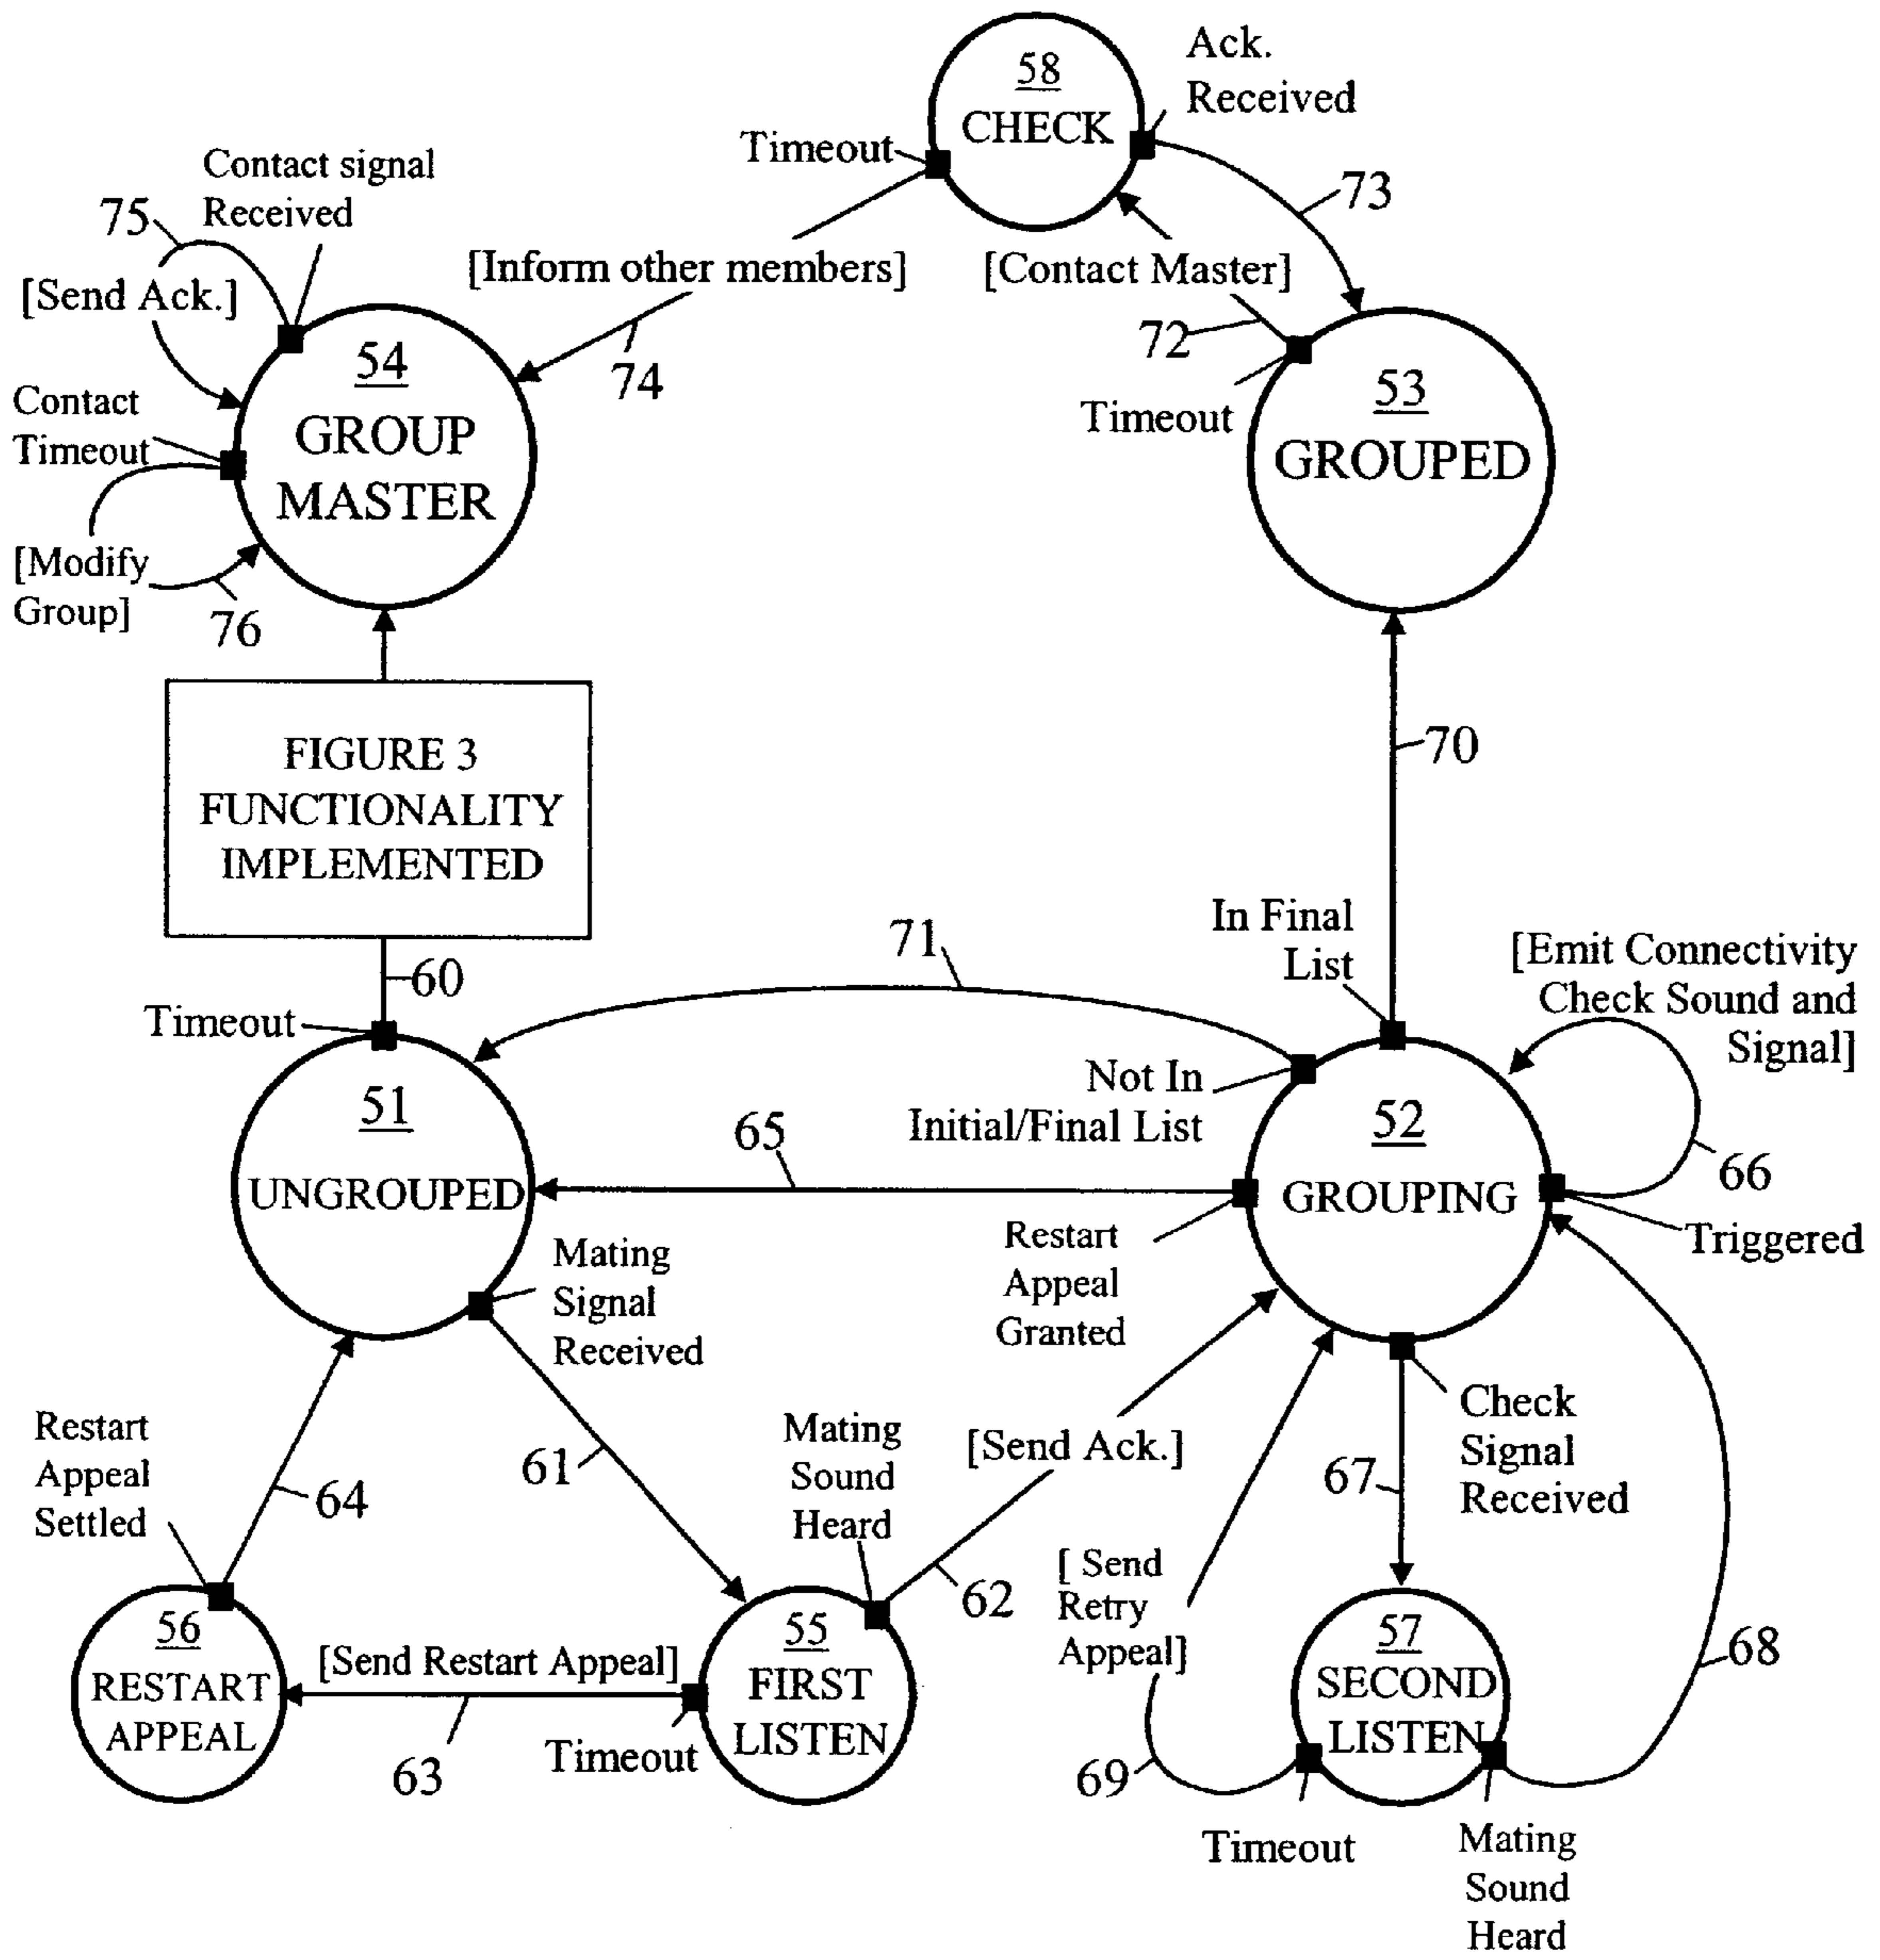 58
CHECK
Ack.
Received
Timeout
73
Contact signal
Received
75
[Send Ack.]
[Inform other members]
[Contact Master]
72
Timeout
74
54
GROUP
MASTER
53
GROUPED
Contact
Timeout
[Modify
Group]
76
FIGURE 3
FUNCTIONALITY
IMPLEMENTED
70
60
Timeout
71
In Final
List
[Emit Connectivity
Check Sound and
Signal]
Not In
Initial/Final List
51
UNGROUPED
65
52
GROUPING
66
Triggered
Restart
Appeal
Granted
Mating
Signal
Received
Restart
Appeal
Settled
64
61
Mating
Sound
Heard
[Send Ack.]
62
67
Check
Signal
Received
[ Send
Retry
Appeal]
68
56
RESTART
APPEAL
[Send Restart Appeal]
63
55
FIRST
LISTEN
Timeout
57
SECOND
LISTEN
69
Timeout
Mating
Sound
Heard